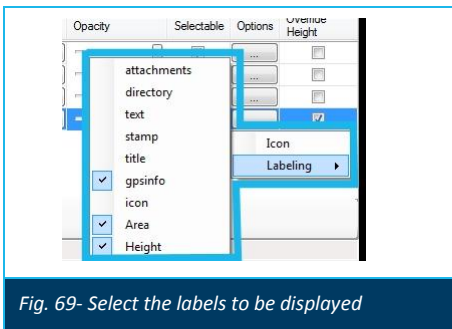 Opacity Selectable Options Override Height
...
...
...
attachments
directory
text
stamp
title
gpsinfo
icon
Area
Height
Icon
Labeling
Fig. 69- Select the labels to be displayed